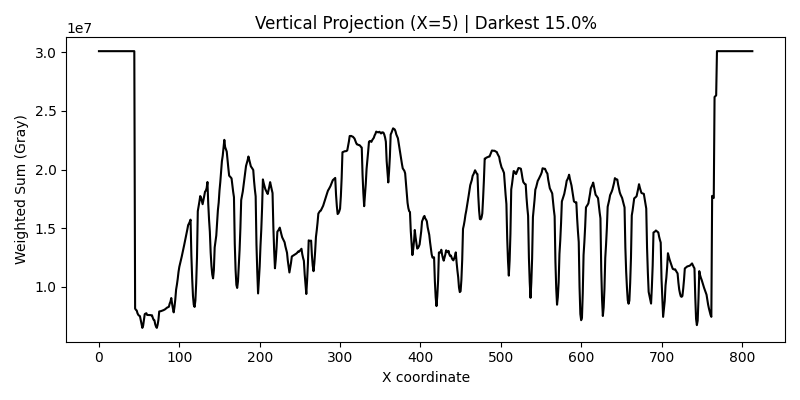 Vertical Projection (X=5) | Darkest 15.0%
1e7
3.0
2.5
2.0
1.5
1.0
Weighted Sum (Gray)
0 100 200 300 400 500 600 700 800
X coordinate